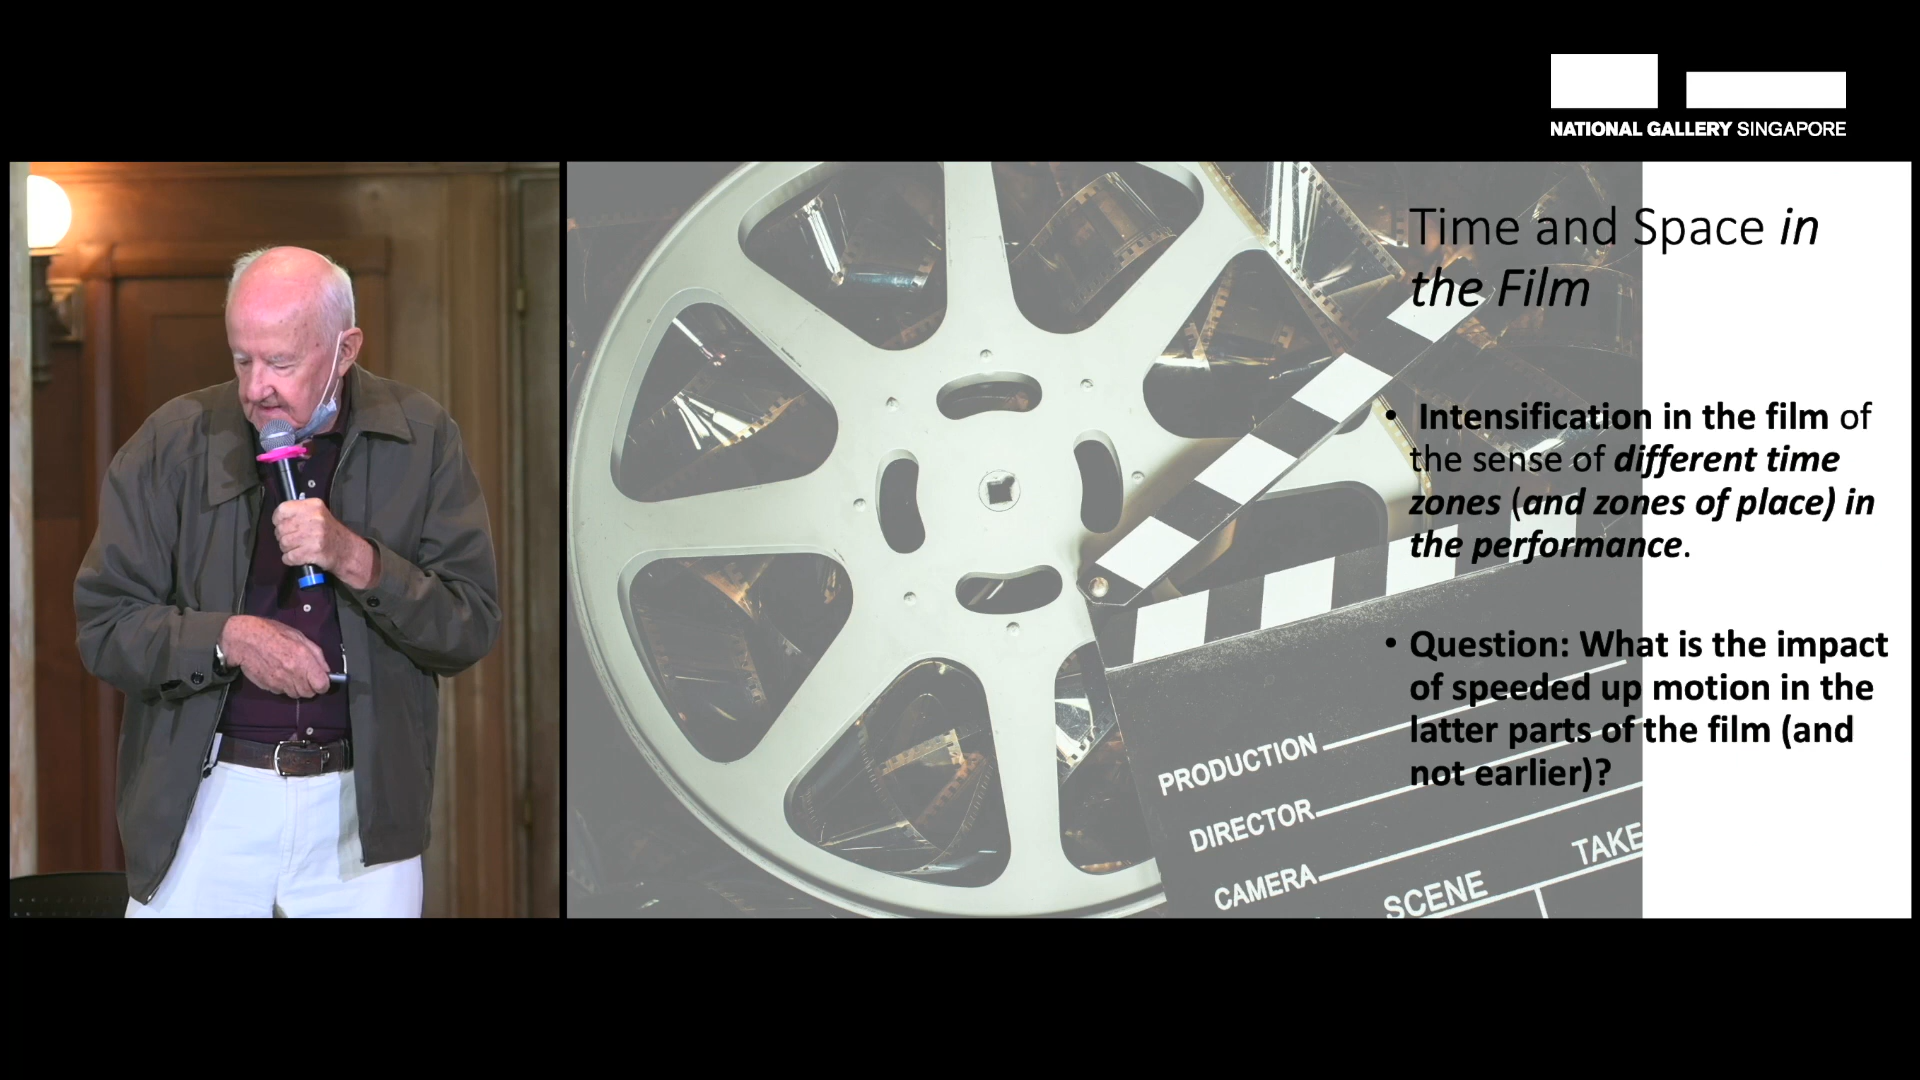 NATIONAL GALLERY SINGAPORE
Time and Space in
the Film
• Intensification in the film of
the sense of different time
zones (and zones of place) in
the performance.
• Question: What is the impact
of speeded up motion in the
latter parts of the film (and
not earlier)?
PRODUCTION
DIRECTOR
CAMERA
SCENE
TAKE